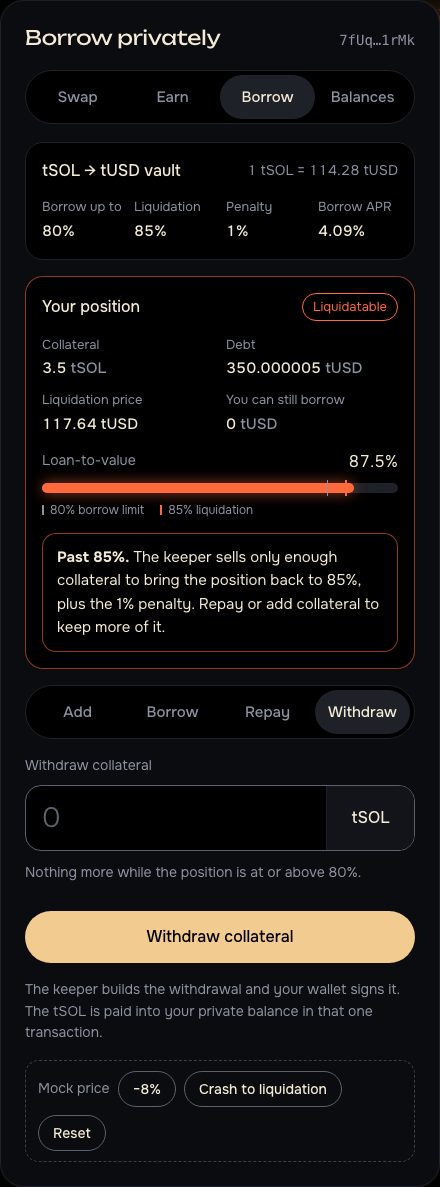 Borrow privately
7fUq…1rMk
Swap Earn Borrow Balances
tSOL → tUSD vault
1 tSOL = 114.28 tUSD
Borrow up to Liquidation Penalty Borrow APR
80% 85% 1% 4.09%
Your position
Liquidatable
Collateral Debt
3.5 tSOL 350.000005 tUSD
Liquidation price You can still borrow
117.64 tUSD 0 tUSD
Loan-to-value 87.5%
80% borrow limit 85% liquidation
Past 85%. The keeper sells only enough
collateral to bring the position back to 85%,
plus the 1% penalty. Repay or add collateral to
keep more of it.
Add Borrow Repay Withdraw
Withdraw collateral
0 tSOL
Nothing more while the position is at or above 80%.
Withdraw collateral
The keeper builds the withdrawal and your wallet signs it.
The tSOL is paid into your private balance in that one
transaction.
Mock price -8% Crash to liquidation
Reset